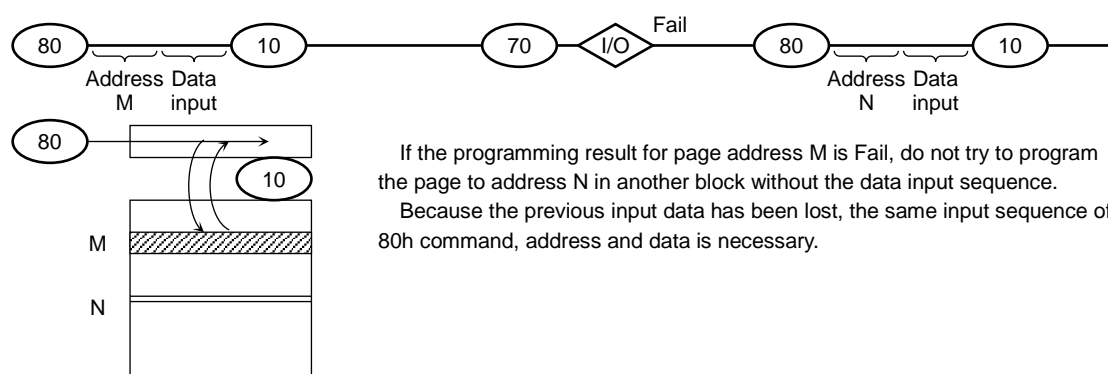 Fail
80 10 70 I/O 80 10
Address Data Address Data
M input N input
80
If the programming result for page address M is Fail, do not try to program
10
the page to address N in another block without the data input sequence.
Because the previous input data has been lost, the same input sequence of
M
80h command, address and data is necessary.
N